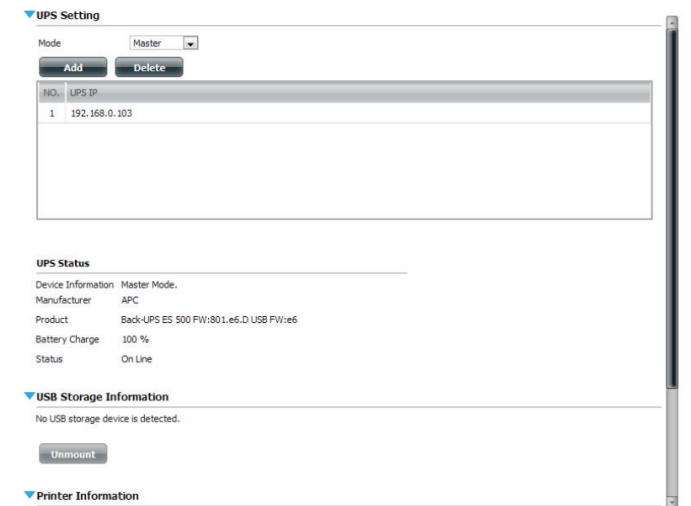 UPS Setting
Mode Master
Add Delete
NO. UPS IP
1 192.168.0.103
UPS Status
Device Information Master Mode.
Manufacturer APC
Product Back-UPS ES 500 FW:801.e6.D USB FW:e6
Battery Charge 100 %
Status On Line
USB Storage Information
No USB storage device is detected.
Unmount
Printer Information